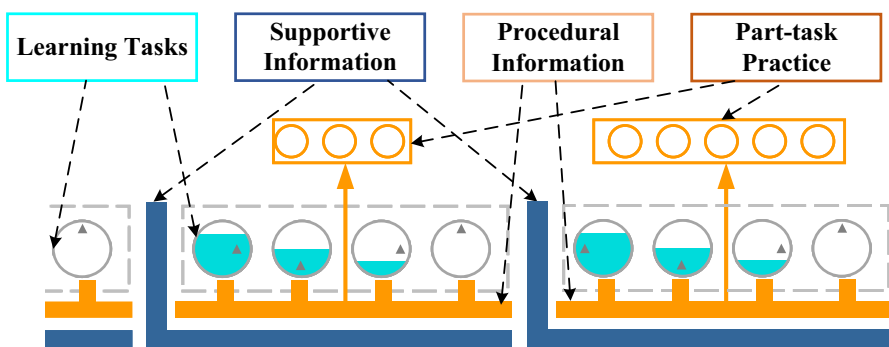 Learning Tasks
Supportive
Information
Procedural
Information
Part-task
Practice